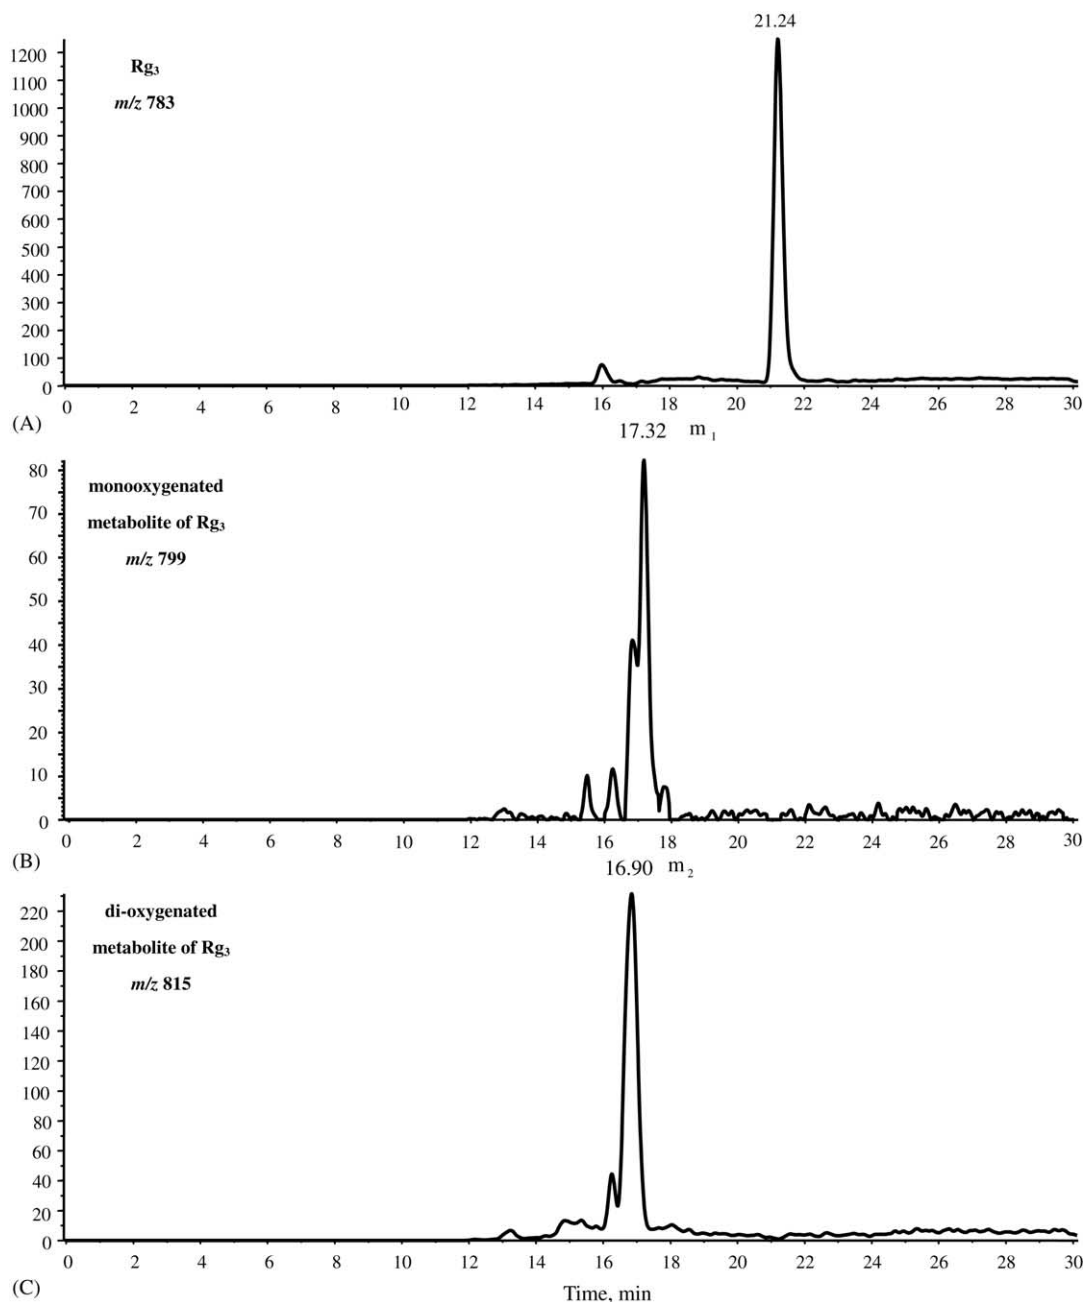 21.24
1200
1100
1000
900
800
700
600
500
400
300
200
100
0
Rg₃
m/z 783
0 2 4 6 8 10 12 14 16 18 20 22 24 26 28 30
(A)
17.32 m₁
80
70
60
50
40
30
20
10
0
monooxygenated
metabolite of Rg₃
m/z 799
0 2 4 6 8 10 12 14 16 18 20 22 24 26 28 30
(B)
16.90 m₂
220
200
180
160
140
120
100
80
60
40
20
0
di-oxygenated
metabolite of Rg₃
m/z 815
0 2 4 6 8 10 12 14 16 18 20 22 24 26 28 30
(C)
Time, min